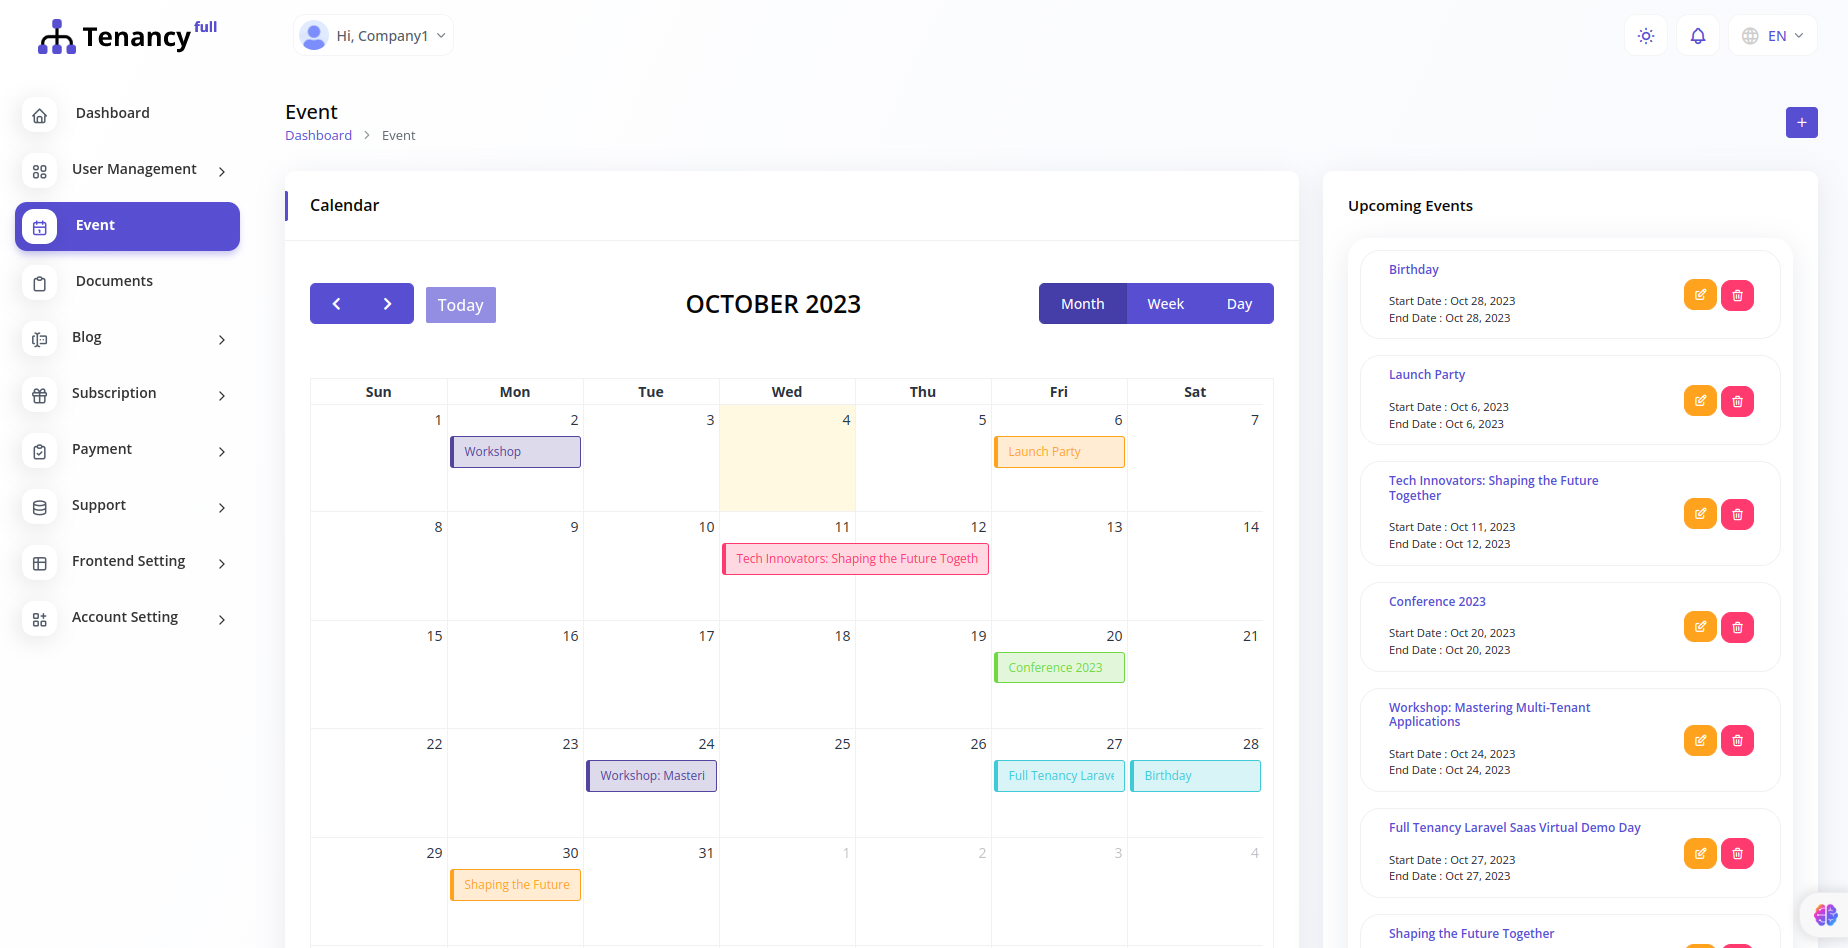 Tenancy full
Hi, Company1
EN
Dashboard
User Management
Event
Documents
Blog
Subscription
Payment
Support
Frontend Setting
Account Setting
Event
Dashboard > Event
+
Calendar
Today
OCTOBER 2023
Month Week Day
Sun Mon Tue Wed Thu Fri Sat
1 2 3 4 5 6 7
Workshop Launch Party
8 9 10 11 12 13 14
Tech Innovators: Shaping the Future Togeth
15 16 17 18 19 20 21
Conference 2023
22 23 24 25 26 27 28
Workshop: Masteri Full Tenancy Larave Birthday
29 30 31 1 2 3 4
Shaping the Future
Upcoming Events
Birthday
Start Date : Oct 28, 2023
End Date : Oct 28, 2023
Launch Party
Start Date : Oct 6, 2023
End Date : Oct 6, 2023
Tech Innovators: Shaping the Future
Together
Start Date : Oct 11, 2023
End Date : Oct 12, 2023
Conference 2023
Start Date : Oct 20, 2023
End Date : Oct 20, 2023
Workshop: Mastering Multi-Tenant
Applications
Start Date : Oct 24, 2023
End Date : Oct 24, 2023
Full Tenancy Laravel Saas Virtual Demo Day
Start Date : Oct 27, 2023
End Date : Oct 27, 2023
Shaping the Future Together